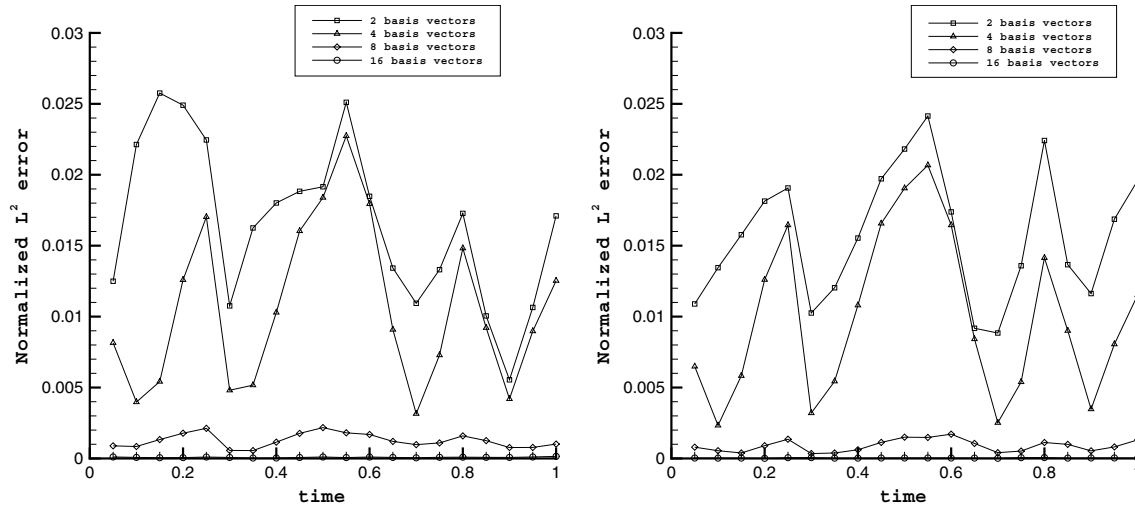 2 basis vectors
4 basis vectors
8 basis vectors
16 basis vectors
0.03
0.025
0.02
0.015
0.01
0.005
0
Normalized L² error
0 0.2 0.4 0.6 0.8 1
time
2 basis vectors
4 basis vectors
8 basis vectors
16 basis vectors
0.03
0.025
0.02
0.015
0.01
0.005
0
Normalized L² error
0 0.2 0.4 0.6 0.8
time